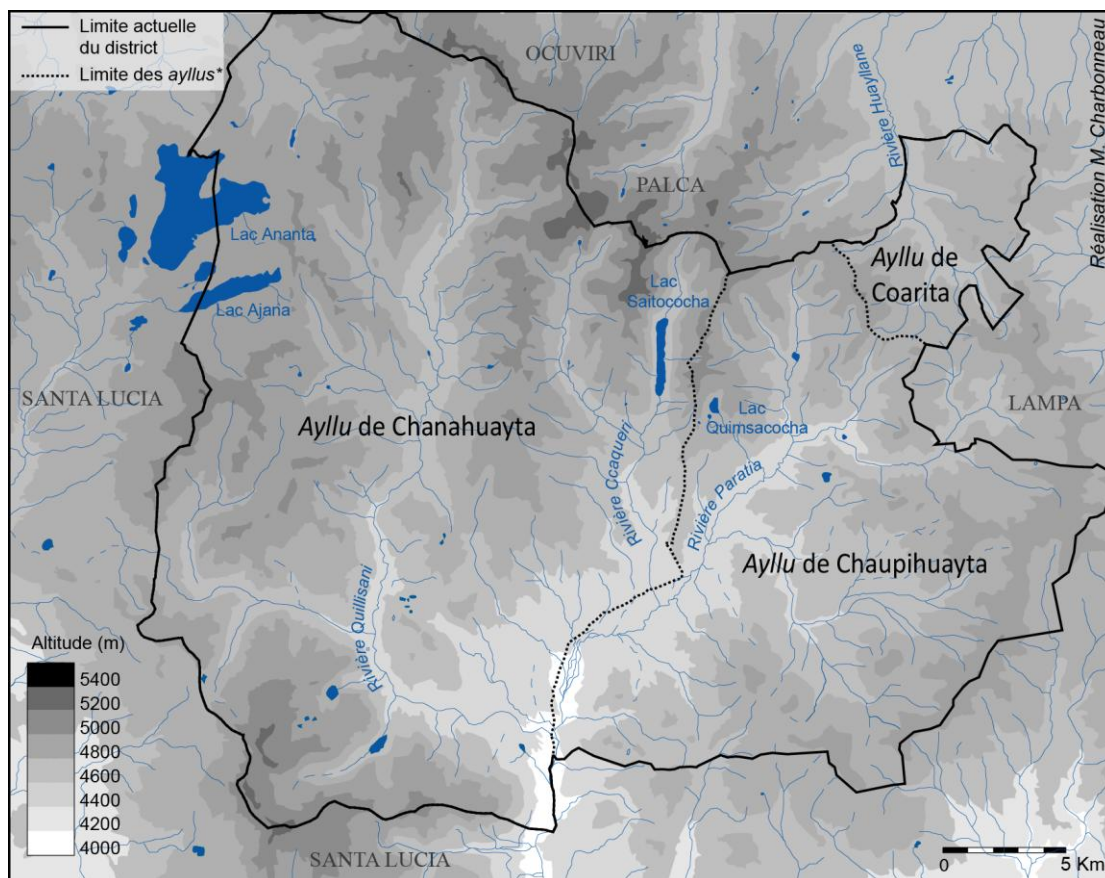 Limite actuelle
du district
Limite des ayllus*
OCUVIRI
Rivière Huayllane
Réalisation M. Charbonneau
PALCA
Lac Ananta
Ayllu de
Coarita
Lac
Saitococha
Lac Ajaria
SANTA LUCIA
LAMPA
Ayllu de Chanahuayta
Lac
Quimsacocha
Rivière Ccaqueri
Rivière Paratia
Ayllu de Chaupihuayta
Rivière Quillisani
Altitude (m)
5400
5200
5000
4800
4600
4400
4200
4000
SANTA LUCIA
0 5 Km